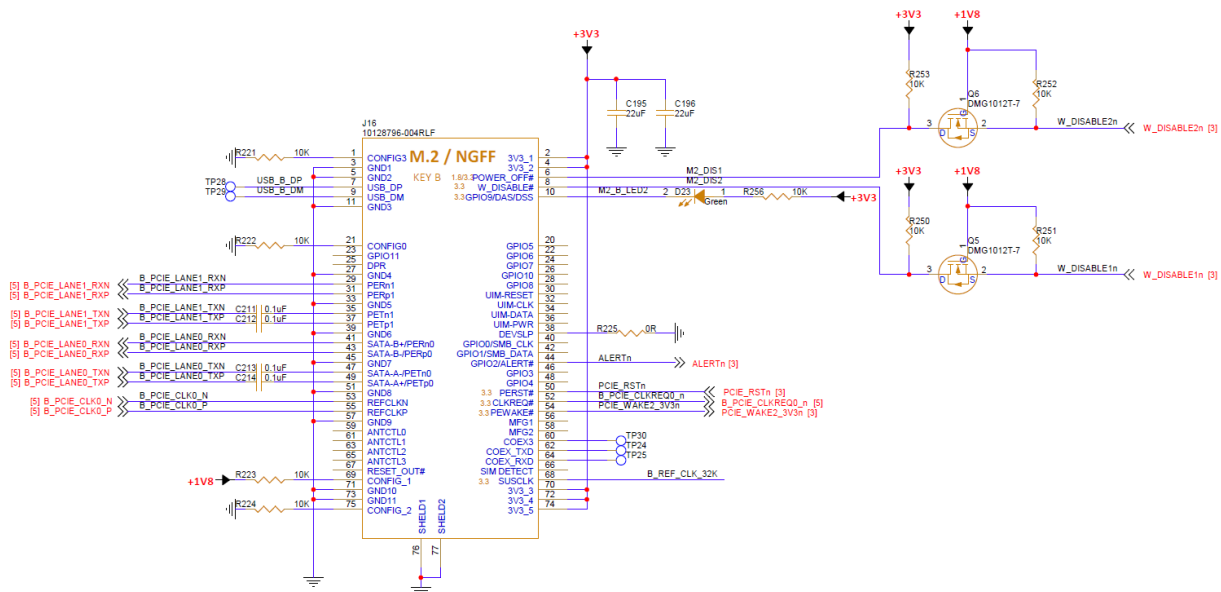 +3V3
+1V8
R253
10K
R252
10K
Q6
DMG1012T-7
1
G
3
D
S
2
W_DISABLE2n
W_DISABLE2n [3]
+3V3
+1V8
R250
10K
R251
10K
Q5
DMG1012T-7
1
G
3
D
S
2
W_DISABLE1n
W_DISABLE1n [3]
+3V3
C195
22uF
C196
22uF
J16
10128796-004RLF
M.2 / NGFF
KEY B
R221 10K 1 CONFIG3
3 GND1
5 GND2
TP28 USB_B_DP 7 USB_DP
TP29 USB_B_DM 9 USB_DM
11 GND3
R222 10K 21 CONFIG0
23 GPIO11
25 DPR
27 GND4
[5] B_PCIE_LANE1_RXN B_PCIE_LANE1_RXN 29 PERn1
[5] B_PCIE_LANE1_RXP B_PCIE_LANE1_RXP 31 PERp1
33 GND5
[5] B_PCIE_LANE1_TXN B_PCIE_LANE1_TXN C211 0.1uF 35 PETn1
[5] B_PCIE_LANE1_TXP B_PCIE_LANE1_TXP C212 0.1uF 37 PETp1
39 GND6
[5] B_PCIE_LANE0_RXN B_PCIE_LANE0_RXN 41 SATA-B+/PERn0
[5] B_PCIE_LANE0_RXP B_PCIE_LANE0_RXP 43 SATA-B-/PERp0
45 GND7
[5] B_PCIE_LANE0_TXN B_PCIE_LANE0_TXN C213 0.1uF 47 SATA-A-/PETn0
[5] B_PCIE_LANE0_TXP B_PCIE_LANE0_TXP C214 0.1uF 49 SATA-A+/PETp0
51 GND8
[5] B_PCIE_CLK0_N B_PCIE_CLK0_N 53 REFCLKN
[5] B_PCIE_CLK0_P B_PCIE_CLK0_P 55 REFCLKP
57 GND9
59 ANTCTL0
61 ANTCTL1
63 ANTCTL2
65 ANTCTL3
67 RESET_OUT#
+1V8 R223 10K 69 CONFIG_1
71 GND10
73 GND11
R224 10K 75 CONFIG_2
3V3_1 2
3V3_2 4
1.8/3.3 POWER_OFF# 6 M2_DIS1
3.3 W_DISABLE# 8 M2_DIS2
3.3 GPIO9/DAS/DSS 10 M2_B_LED2 2 D23 1 Green R256 10K +3V3
GPIO5 20
GPIO6 22
GPIO7 24
GPIO10 26
GPIO8 28
UIM-RESET 30
UIM-CLK 32
UIM-DATA 34
UIM-PWR 36
DEVSLP 38 R225 0R
GPIO0/SMB_CLK 40
GPIO1/SMB_DATA 42
GPIO2/ALERT# 44 ALERTn ALERTn [3]
GPIO3 46
GPIO4 48
3.3 PERST# 50 PCIE_RSTn PCIE_RSTn [3]
3.3 CLKREQ# 52 B_PCIE_CLKREQ0_n B_PCIE_CLKREQ0_n [5]
3.3 PEWAKE# 54 PCIE_WAKE2_3V3n PCIE_WAKE2_3V3n [3]
MFG1 56
MFG2 58
COEX3 60 TP30
COEX_TXD 62 TP24
COEX_RXD 64 TP25
SIM DETECT 66
3.3 SUSCLK 68 B_REF_CLK_32K
3V3_3 70
3V3_4 72
3V3_5 74
SHIELD1
SHIELD2
76
77